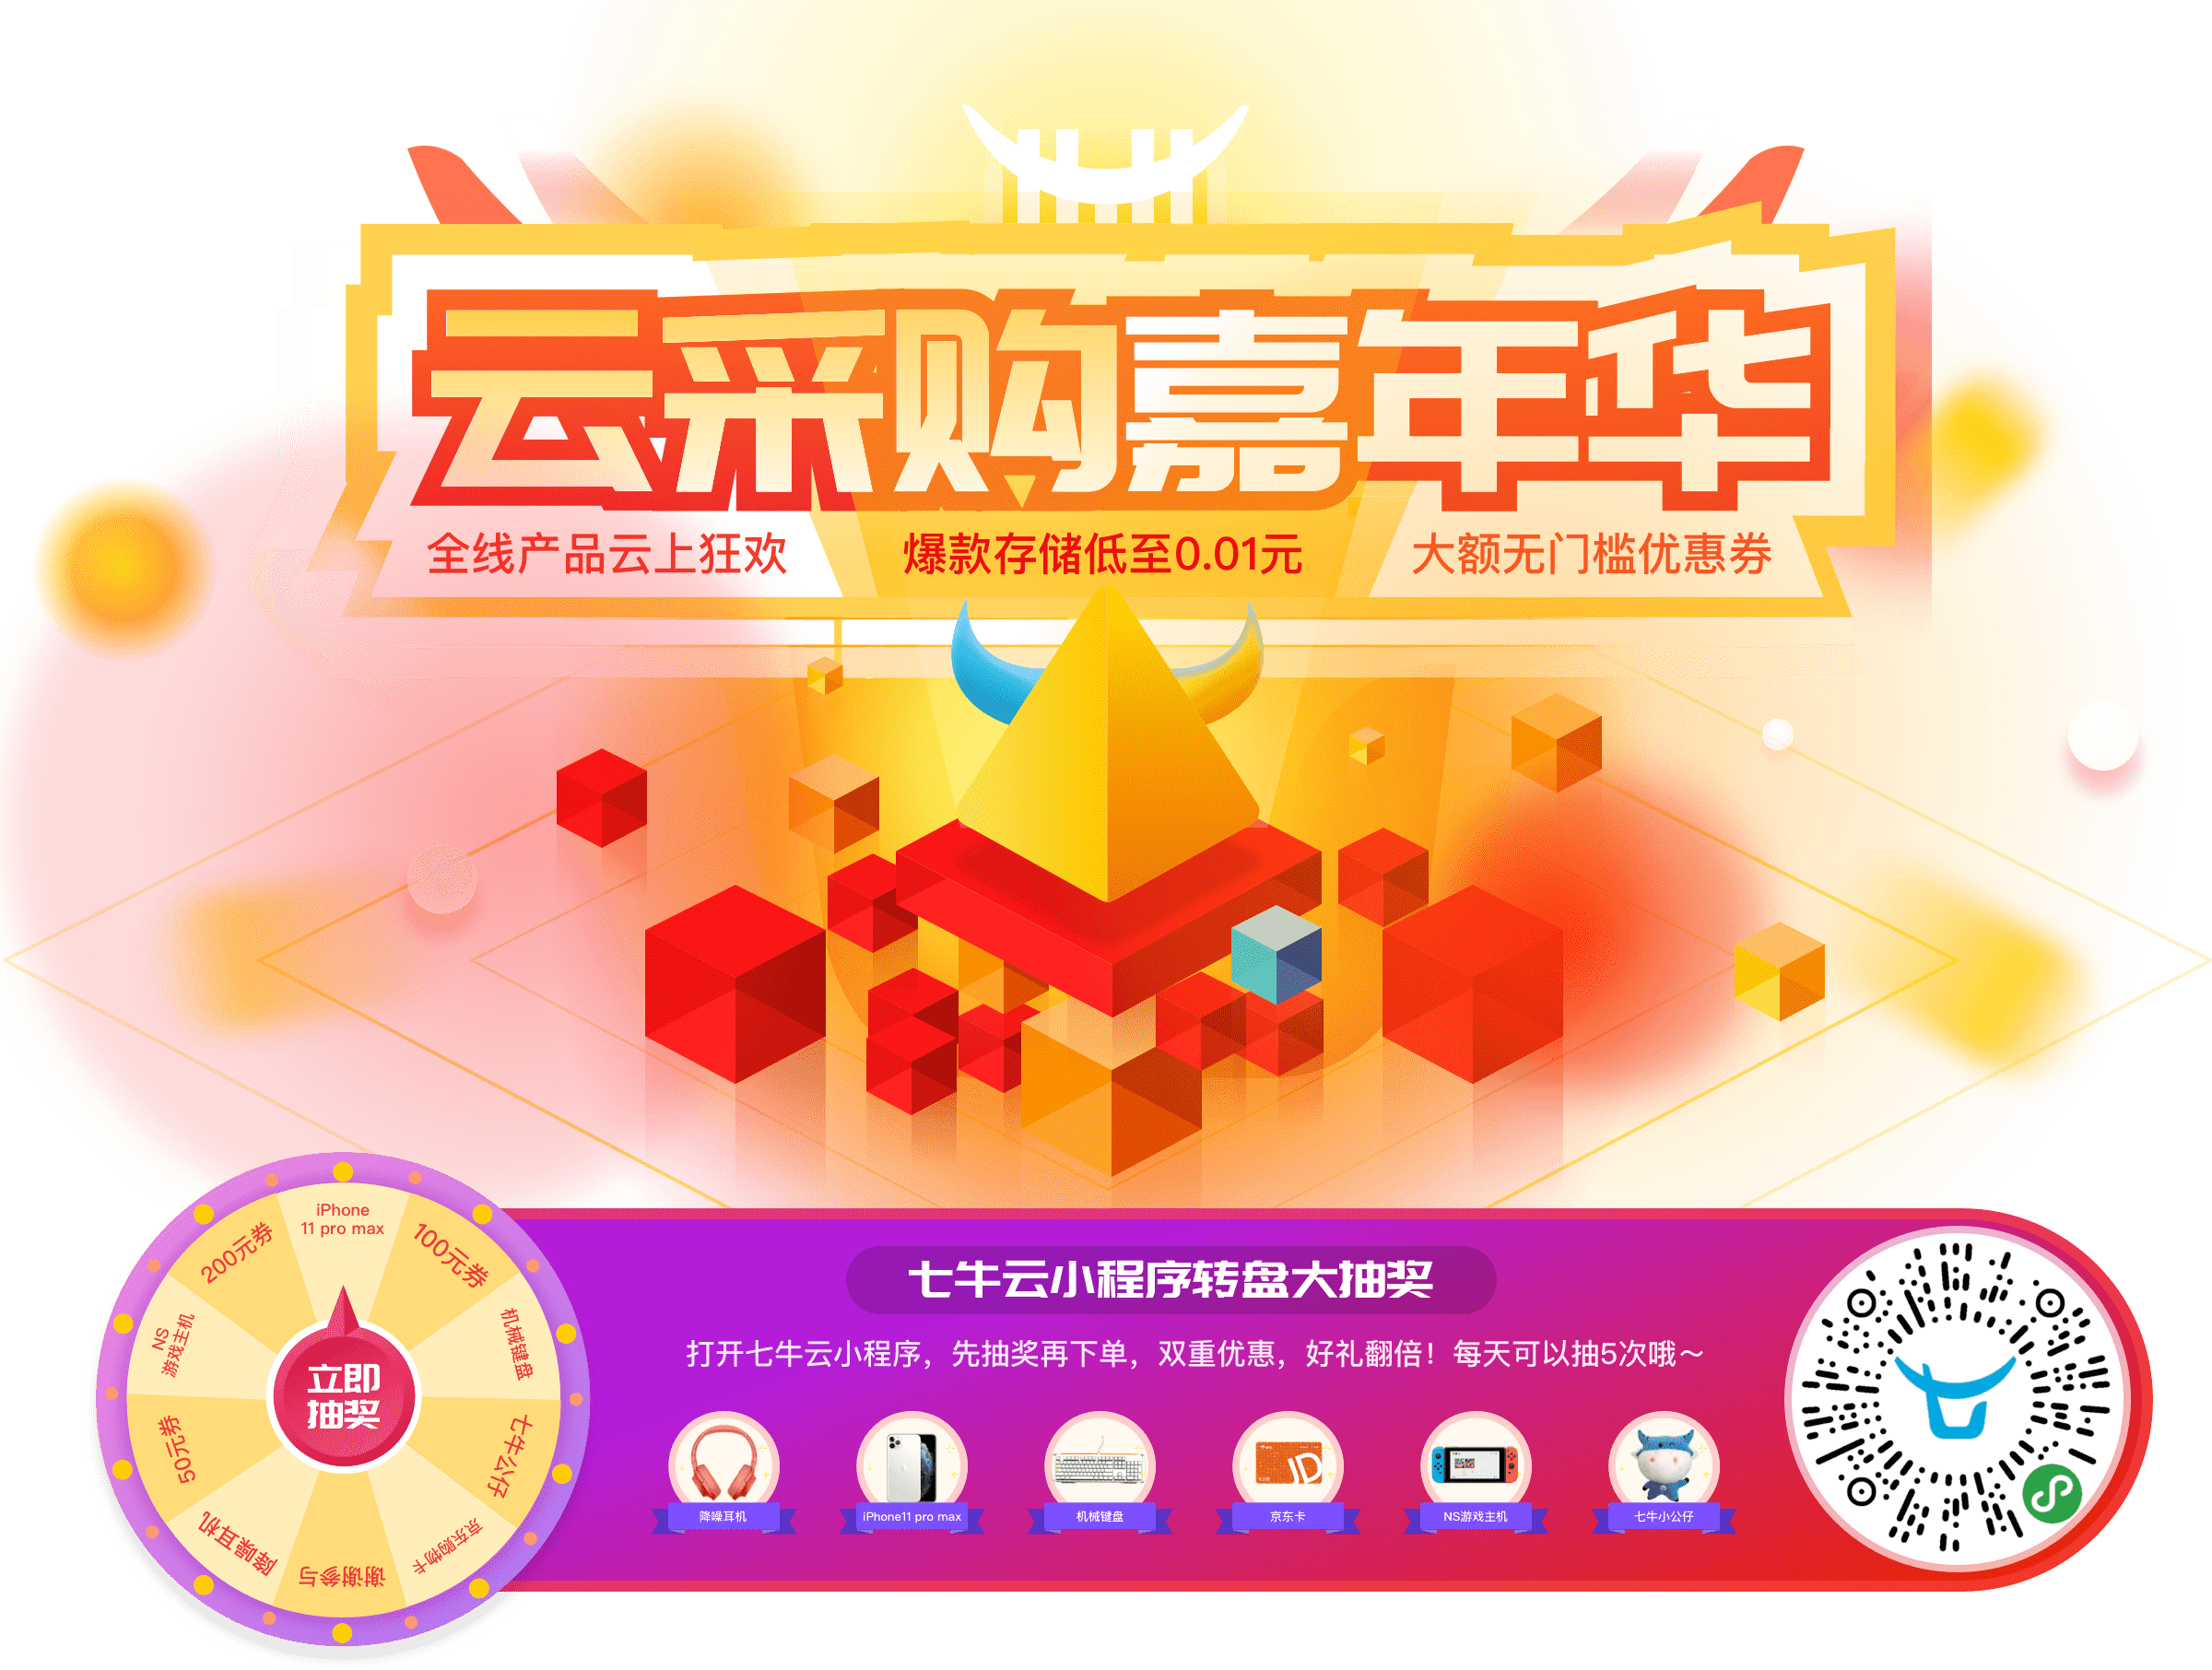 云采购嘉年华
全线产品云上狂欢
爆款存储低至0.01元
大额无门槛优惠券
iPhone
11 pro max
100元券
机械键盘
七牛公仔
京东购物卡
谢谢参与
降噪耳机
50元券
NS
游戏主机
200元券
立即
抽奖
七牛云小程序转盘大抽奖
打开七牛云小程序，先抽奖再下单，双重优惠，好礼翻倍！每天可以抽5次哦～
JD
降噪耳机
iPhone11 pro max
机械键盘
京东卡
NS游戏主机
七牛小公仔